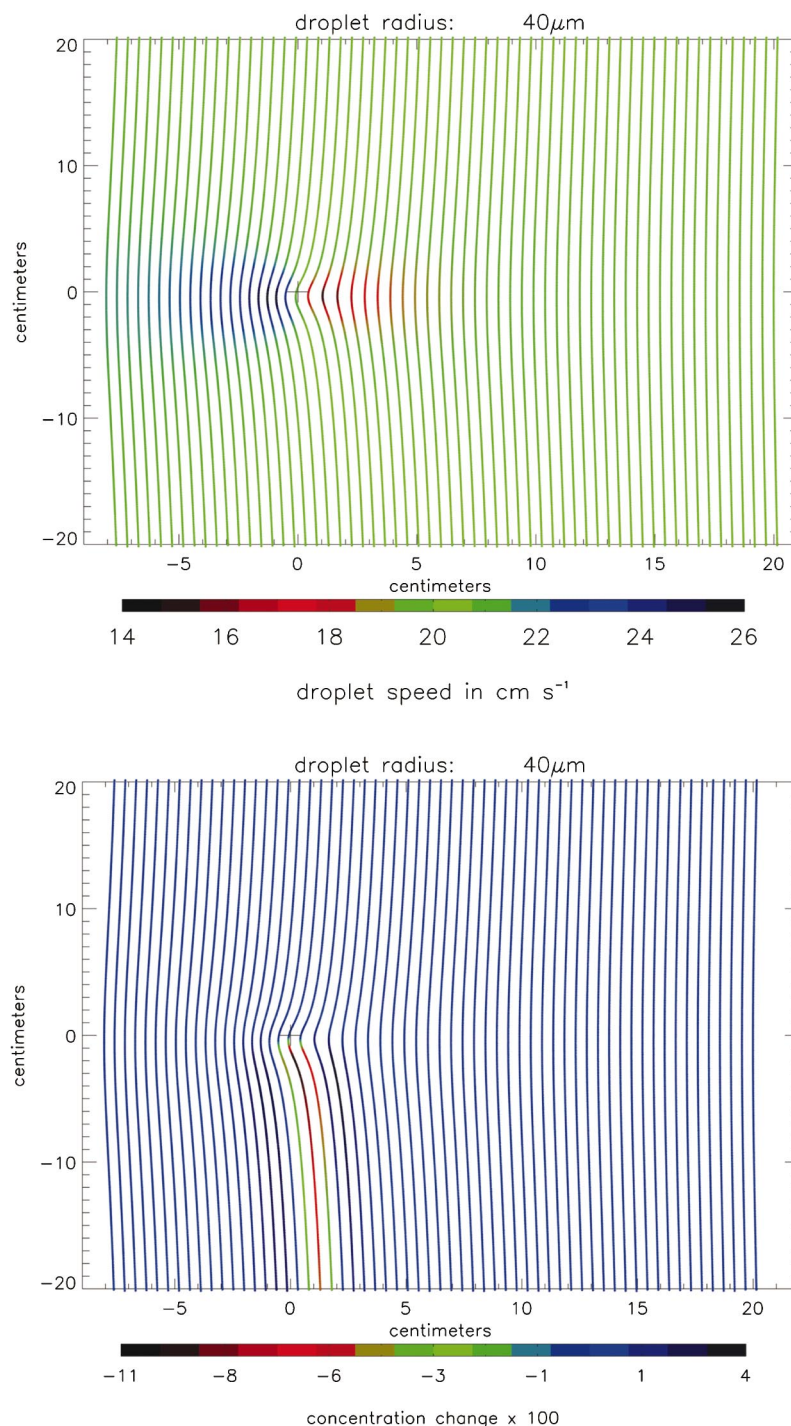 droplet radius: 40μm
20
10
0
−10
−20
centimeters
−5 0 5 10 15 20
centimeters
14 16 18 20 22 24 26
droplet speed in cm s⁻¹
droplet radius: 40μm
20
10
0
−10
−20
centimeters
−5 0 5 10 15 20
centimeters
−11 −8 −6 −3 −1 1 4
concentration change x 100